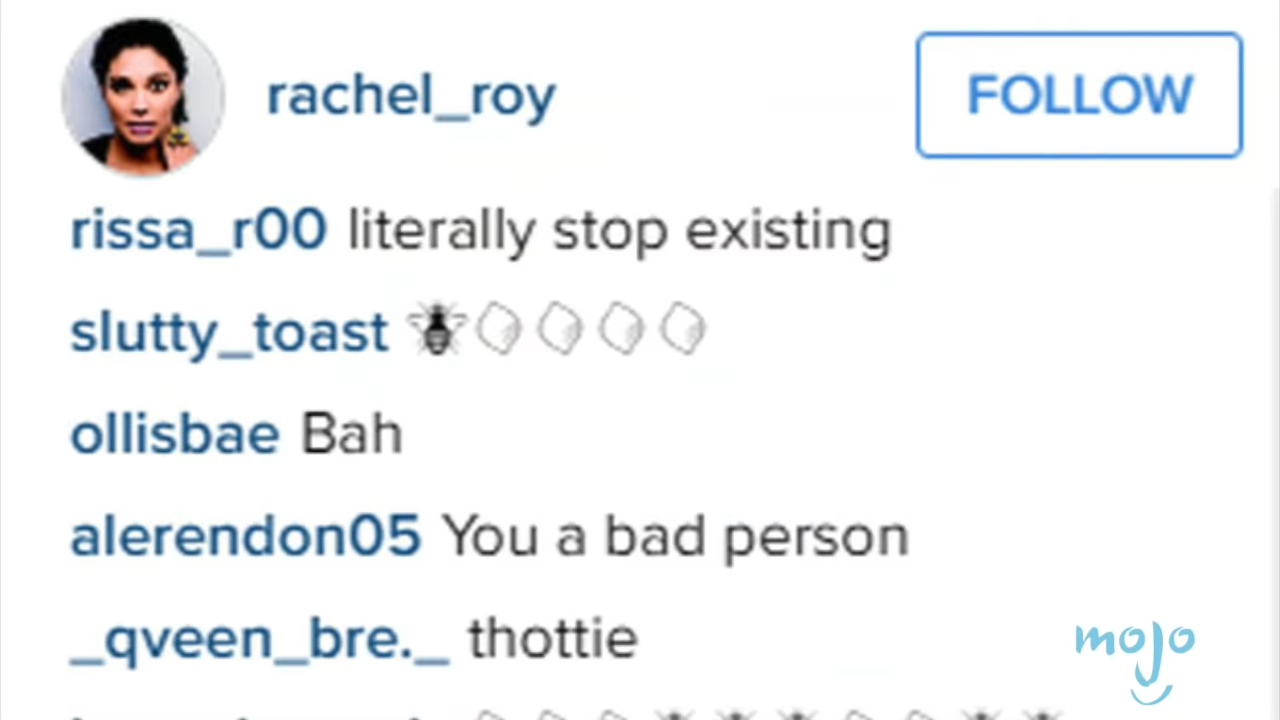 rachel_roy
FOLLOW
rissa_r00 literally stop existing
slutty_toast
ollisbae Bah
alerendon05 You a bad person
_qveen_bre._ thottie
mojo